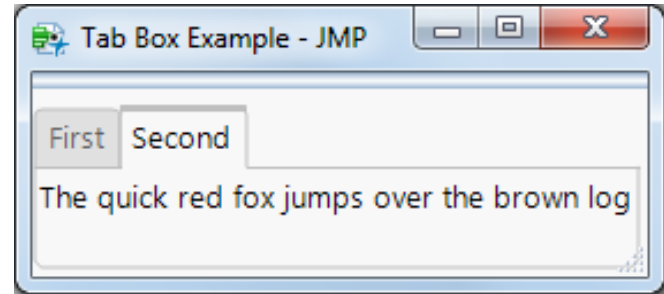 Tab Box Example - JMP
First Second
The quick red fox jumps over the brown log